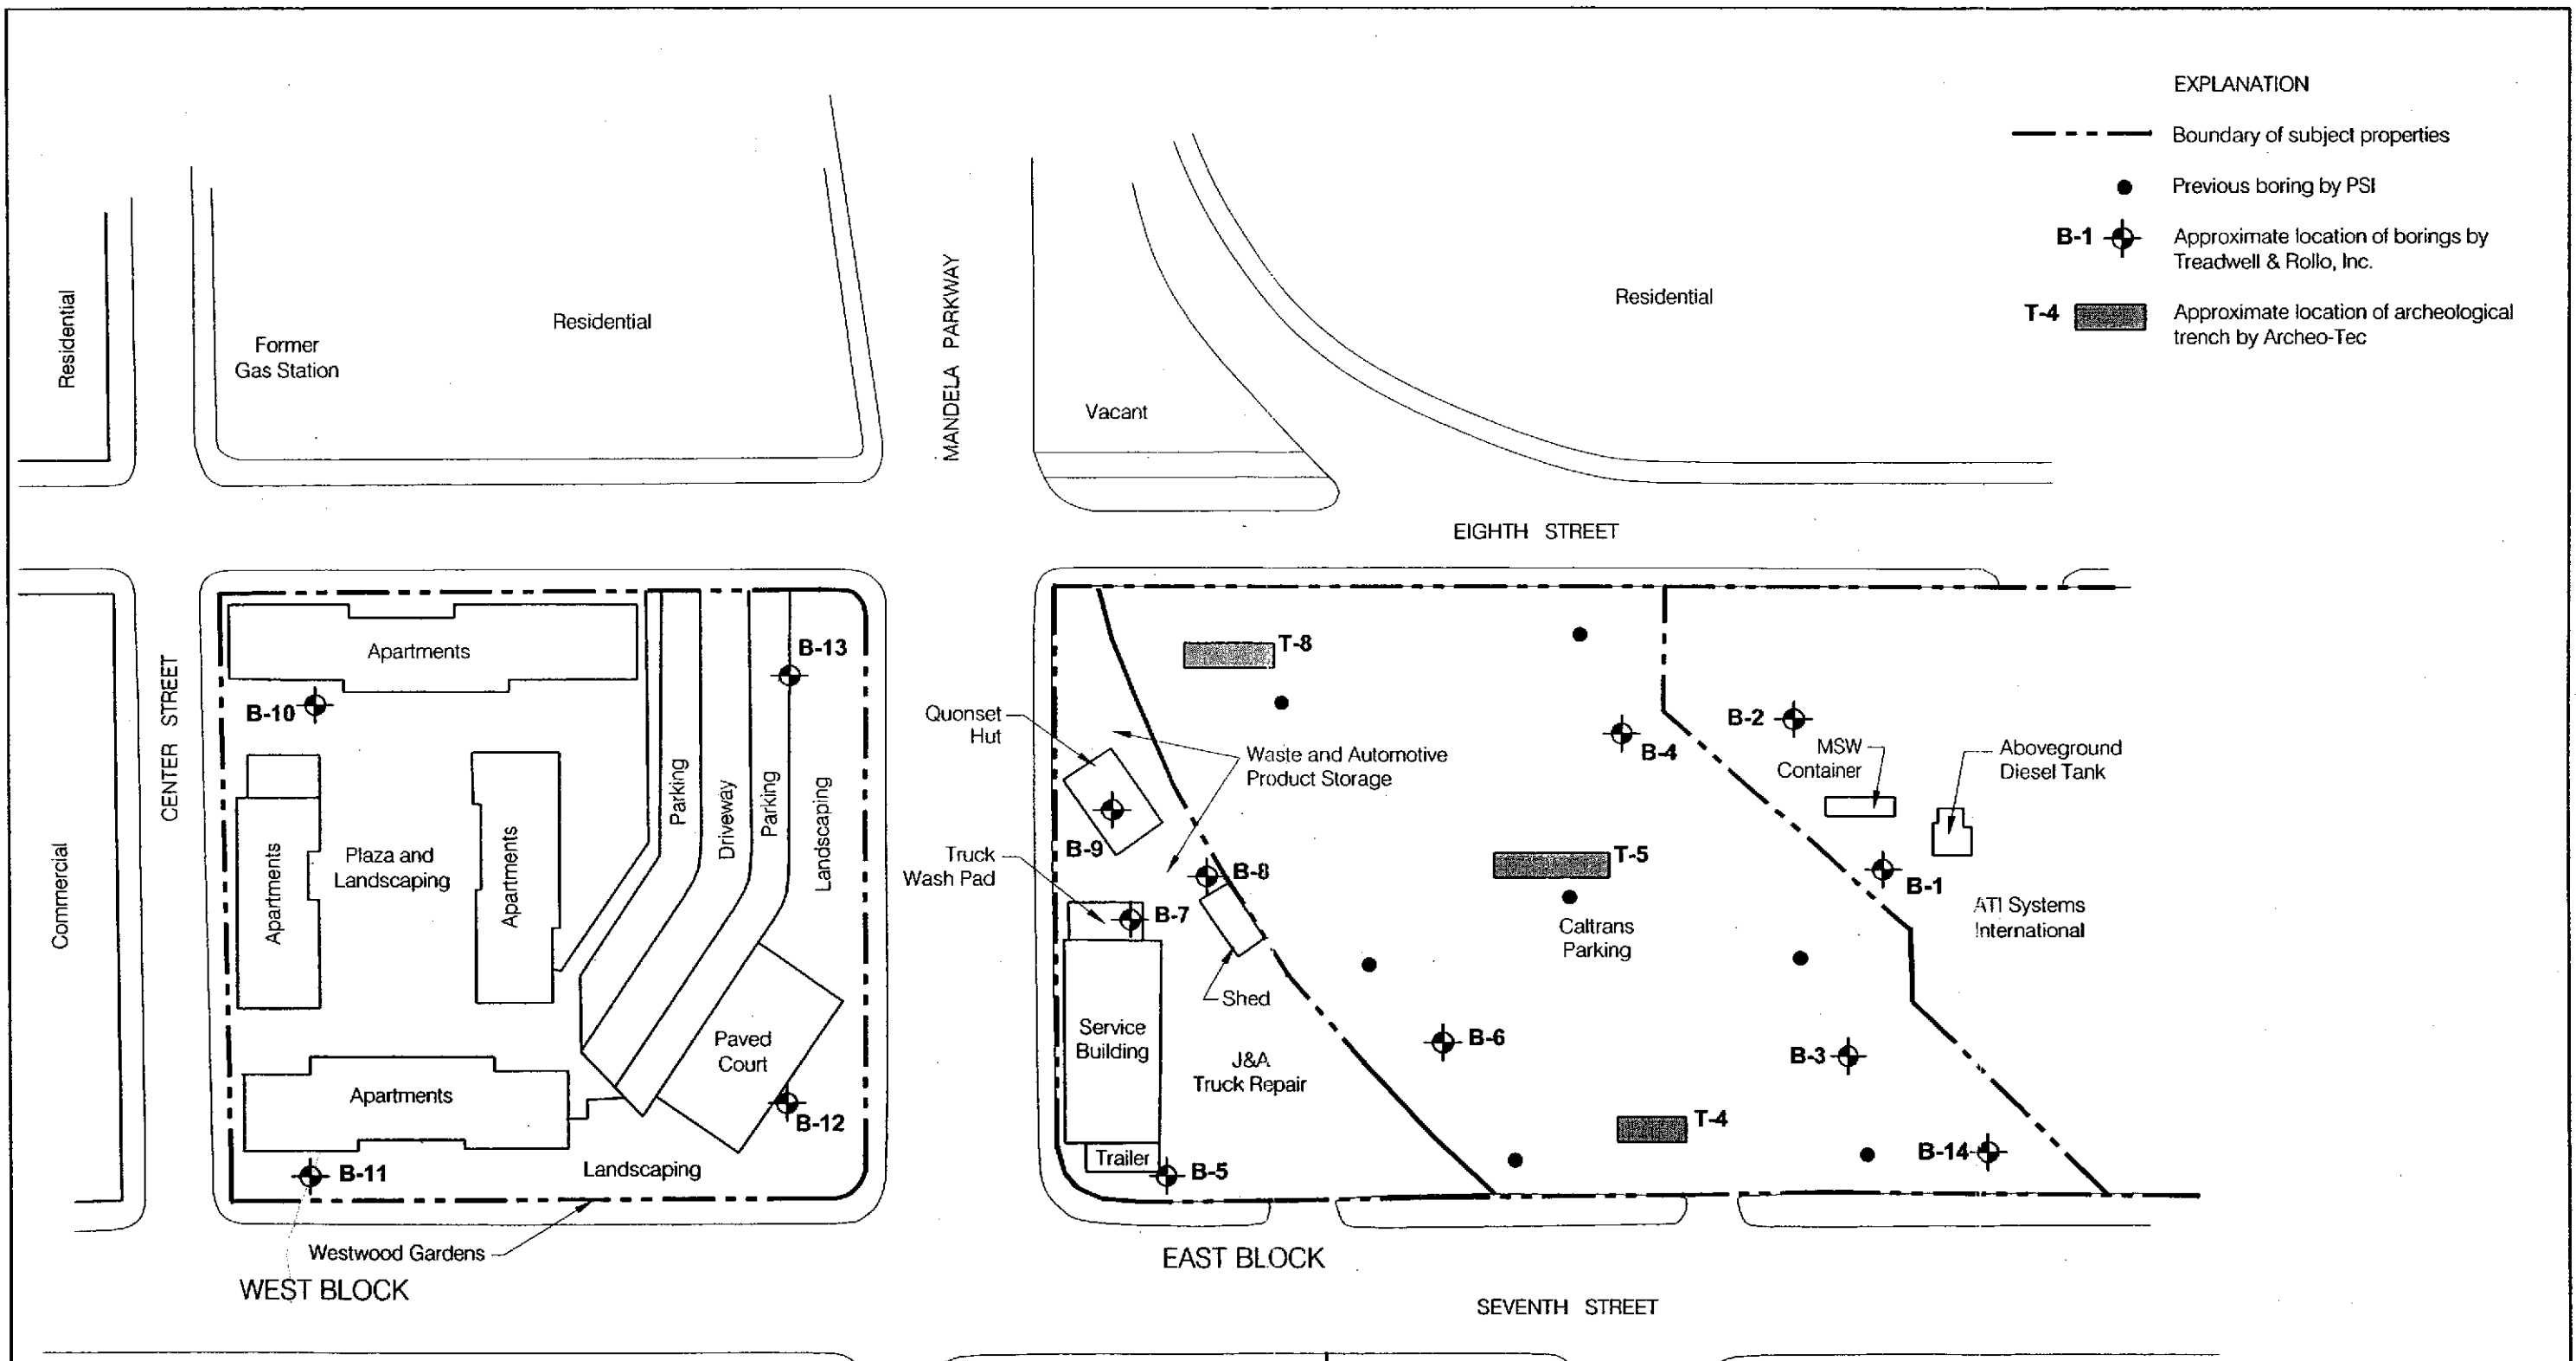 EXPLANATION
Boundary of subject properties
Previous boring by PSI
B-1
Approximate location of borings by
Treadwell & Rollo, Inc.
T-4
Approximate location of archeological
trench by Archeo-Tec
Residential
Former
Gas Station
Residential
MANDELA PARKWAY
Vacant
Residential
EIGHTH STREET
CENTER STREET
Commercial
Apartments
B-10
B-13
Parking
Driveway
Parking
Landscaping
Apartments
Plaza and
Landscaping
Apartments
Paved
Court
Apartments
B-12
B-11
Landscaping
Westwood Gardens
WEST BLOCK
T-8
Quonset
Hut
Waste and Automotive
Product Storage
B-4
B-2
MSW
Container
Aboveground
Diesel Tank
B-9
Truck
Wash Pad
B-8
B-7
T-5
B-1
Caltrans
Parking
ATI Systems
International
Shed
Service
Building
J&A
Truck Repair
B-6
B-3
T-4
B-14
Trailer
B-5
EAST BLOCK
SEVENTH STREET